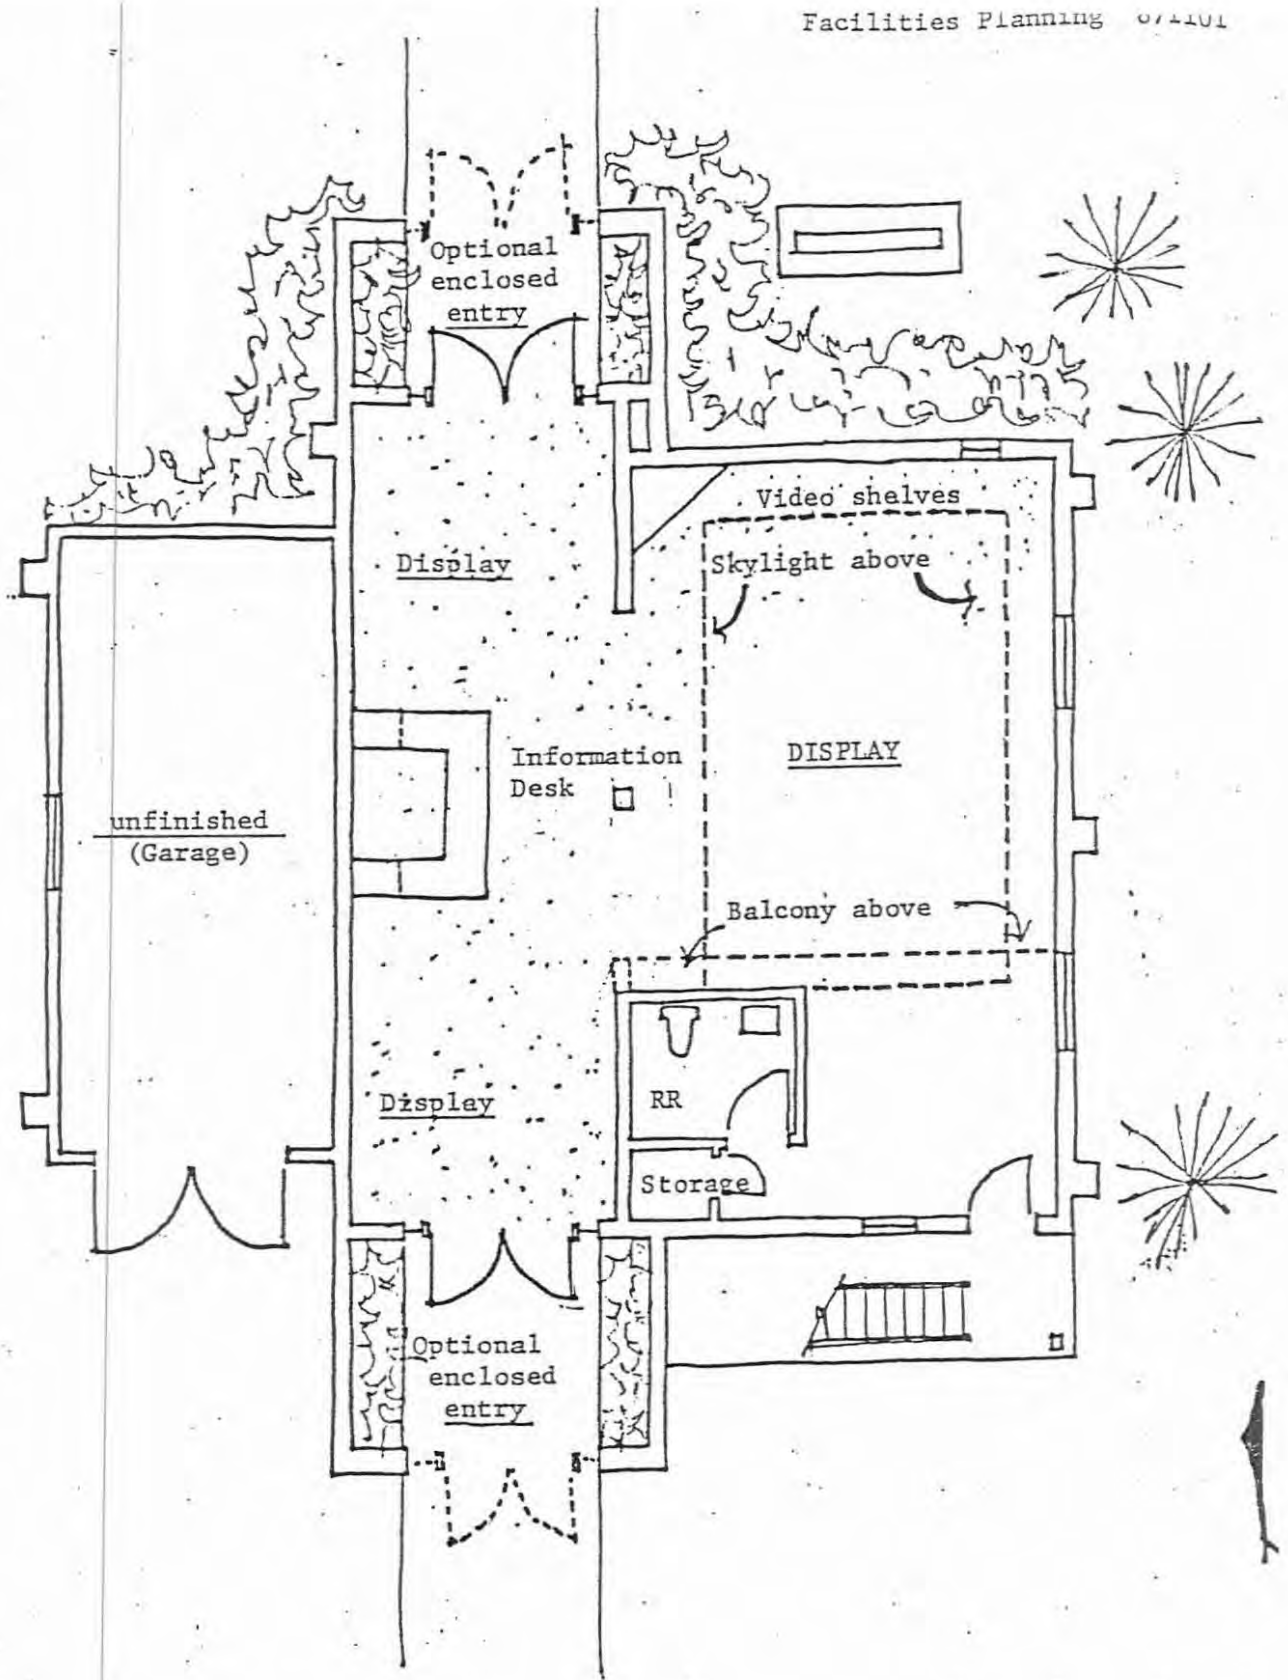 Facilities Planning 871101
Optional
enclosed
entry
Video shelves
Display
Skylight above
Information
Desk
DISPLAY
unfinished
(Garage)
Balcony above
Display
RR
Storage
Optional
enclosed
entry